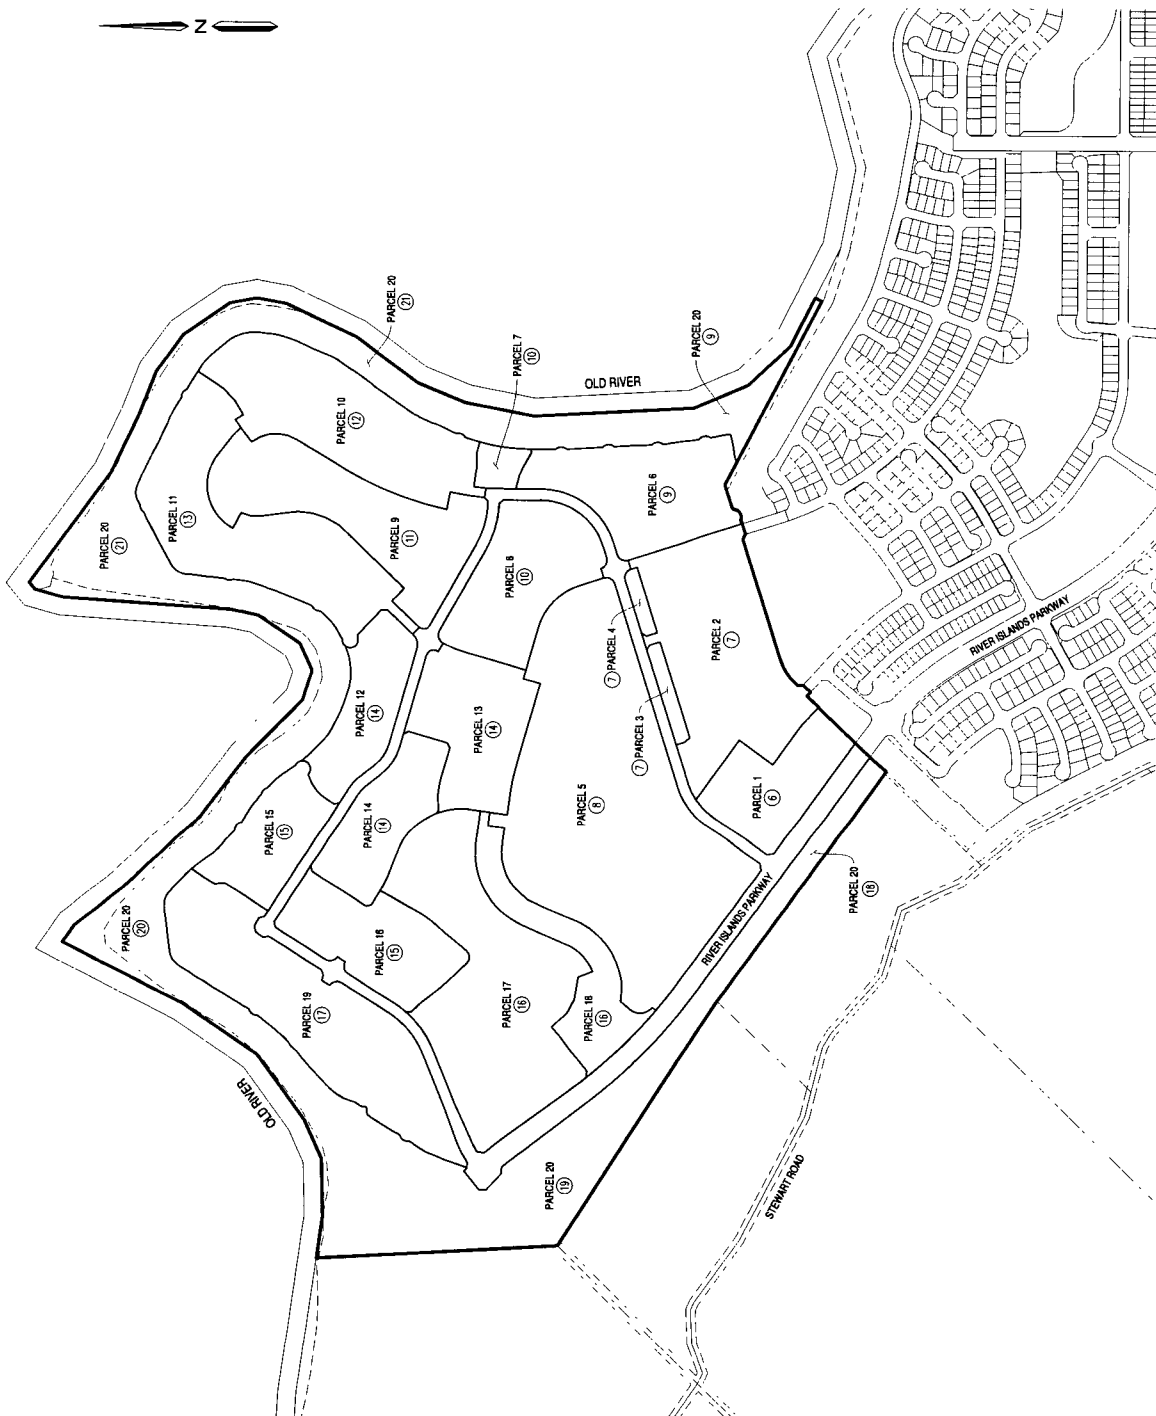 N
PARCEL 20
21
PARCEL 7
10
PARCEL 20
9
OLD RIVER
PARCEL 10
12
PARCEL 6
9
PARCEL 11
13
PARCEL 20
21
PARCEL 9
11
PARCEL 8
10
7 PARCEL 4
PARCEL 2
7
RIVER ISLANDS PARKWAY
PARCEL 12
14
PARCEL 13
14
7 PARCEL 3
PARCEL 15
15
PARCEL 14
14
PARCEL 5
8
PARCEL 1
6
PARCEL 20
18
RIVER ISLANDS PARKWAY
PARCEL 20
20
PARCEL 16
15
PARCEL 19
17
PARCEL 17
16
PARCEL 18
16
OLD RIVER
PARCEL 20
19
STEWART ROAD